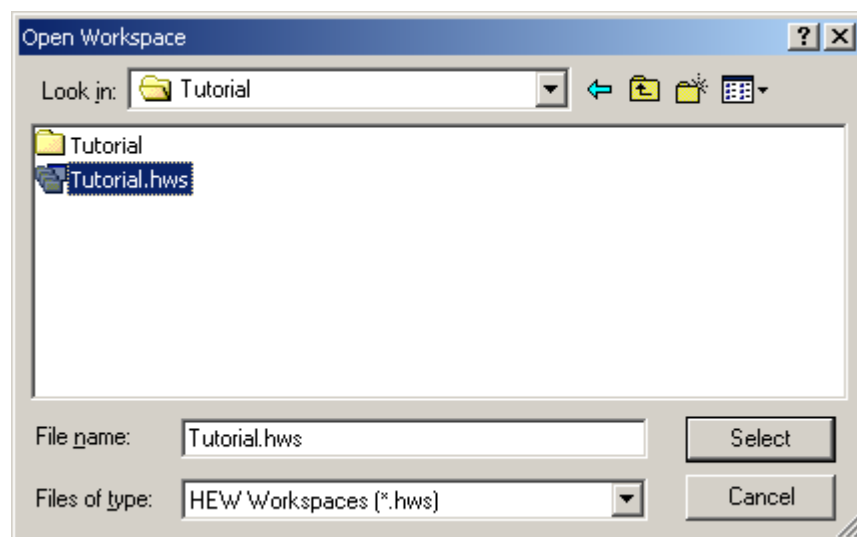 Open Workspace
Look in: Tutorial
Tutorial
Tutorial.hws
File name: Tutorial.hws Select
Files of type: HEW Workspaces (*.hws) Cancel